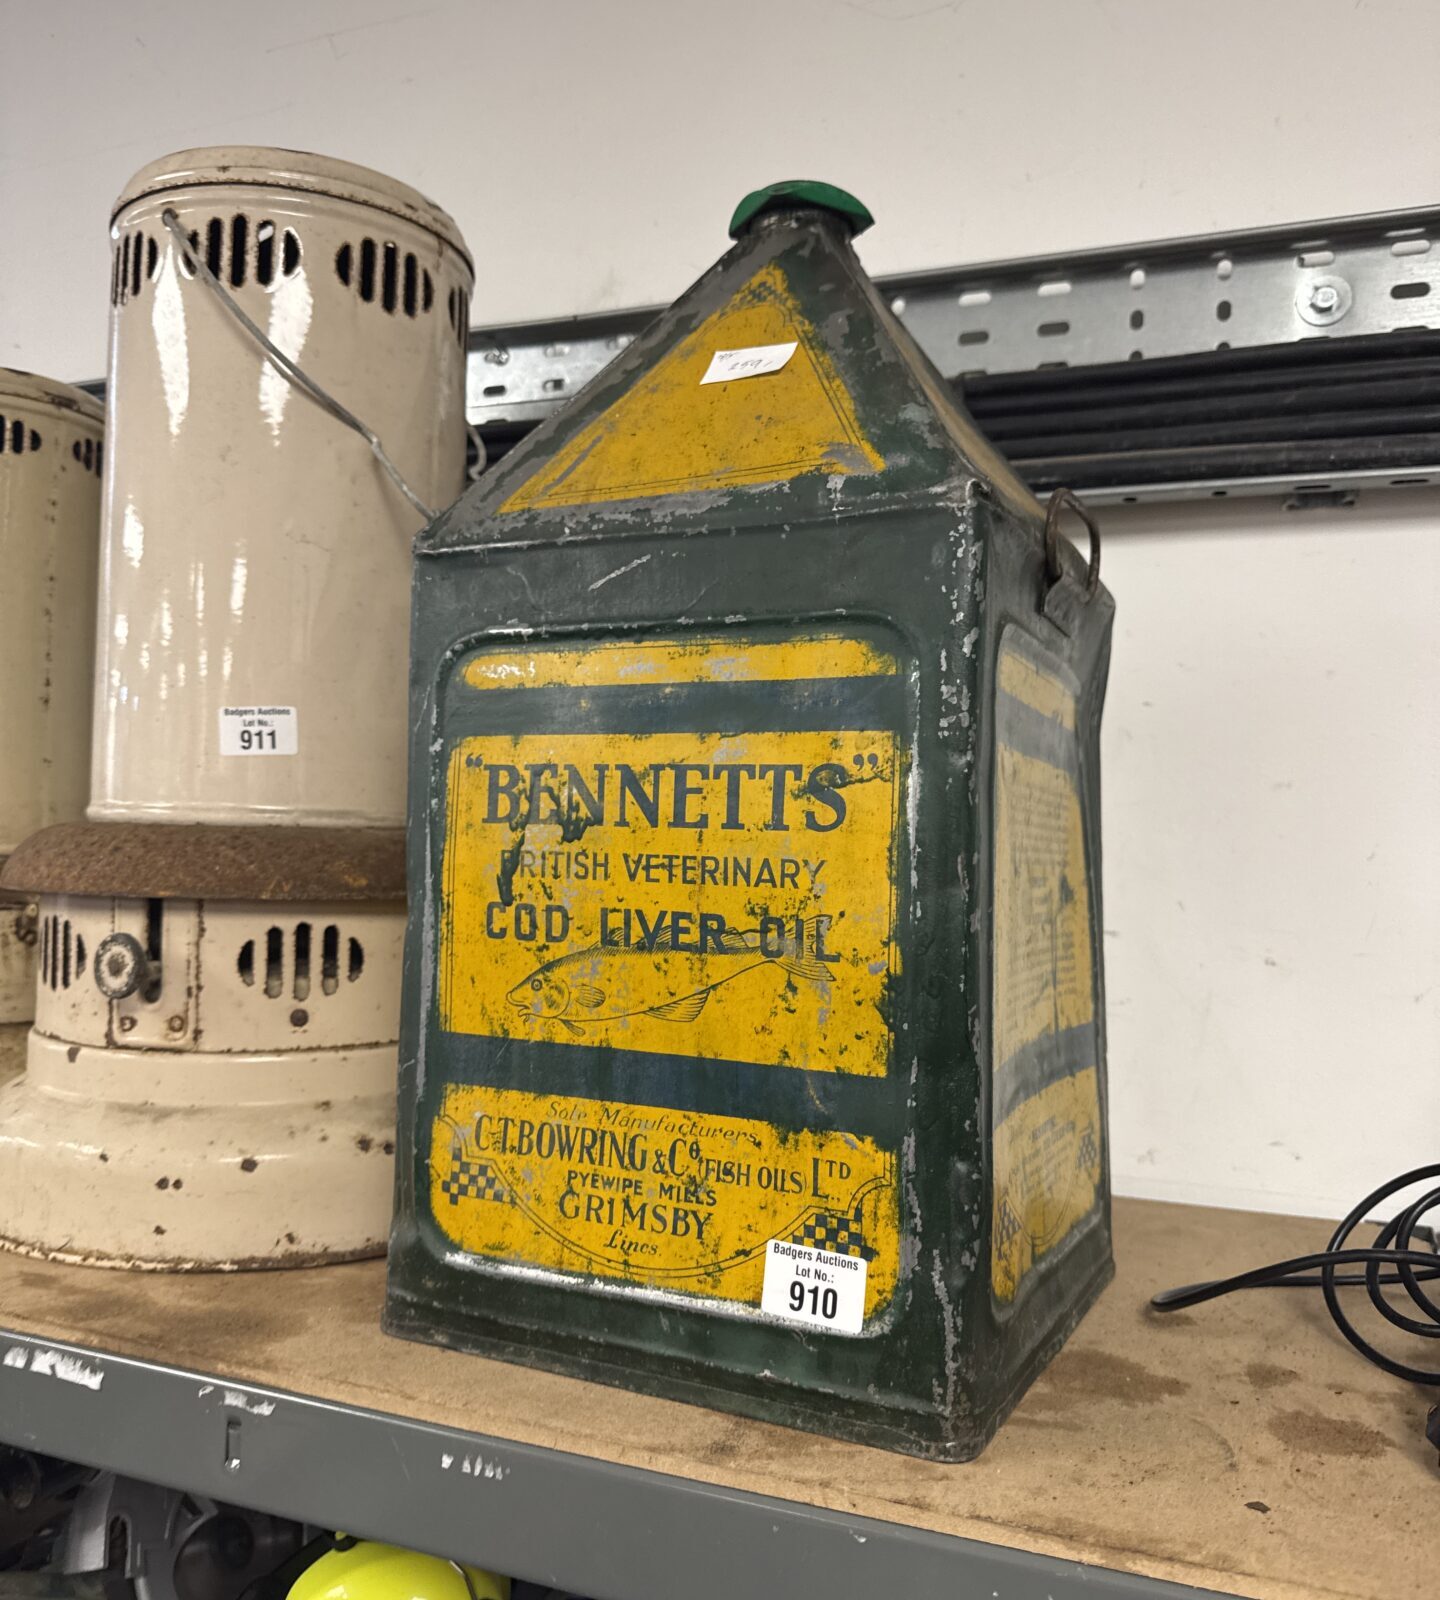 259/-
"BENNETTS"
BRITISH VETERINARY
COD LIVER OIL
Sole Manufacturers
C.T. BOWRING & Co (FISH OILS) LTD
PYEWIPE MILLS
GRIMSBY
Lincs.
Badgers Auctions
Lot No.:
910
Badgers Auctions
Lot No.:
911